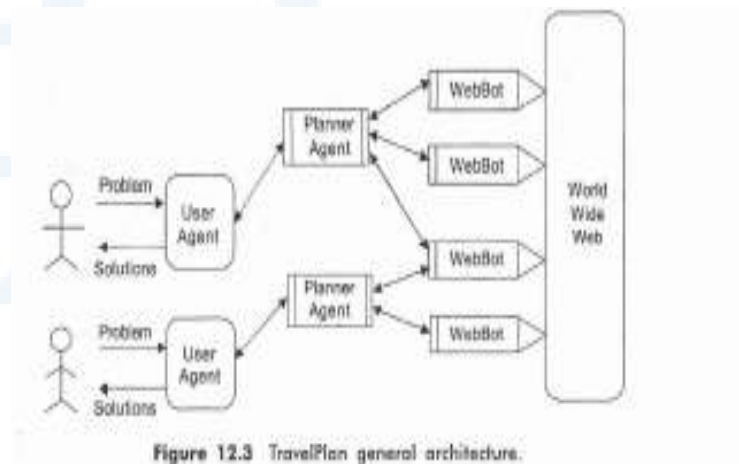 WebBot
Planner
Agent
WebBot
Problem
User
Agent
World
Wide
Web
Solutions
WebBot
Planner
Agent
Problem
User
Agent
WebBot
Solutions
Figure 12.3 TravelPlan general architecture.